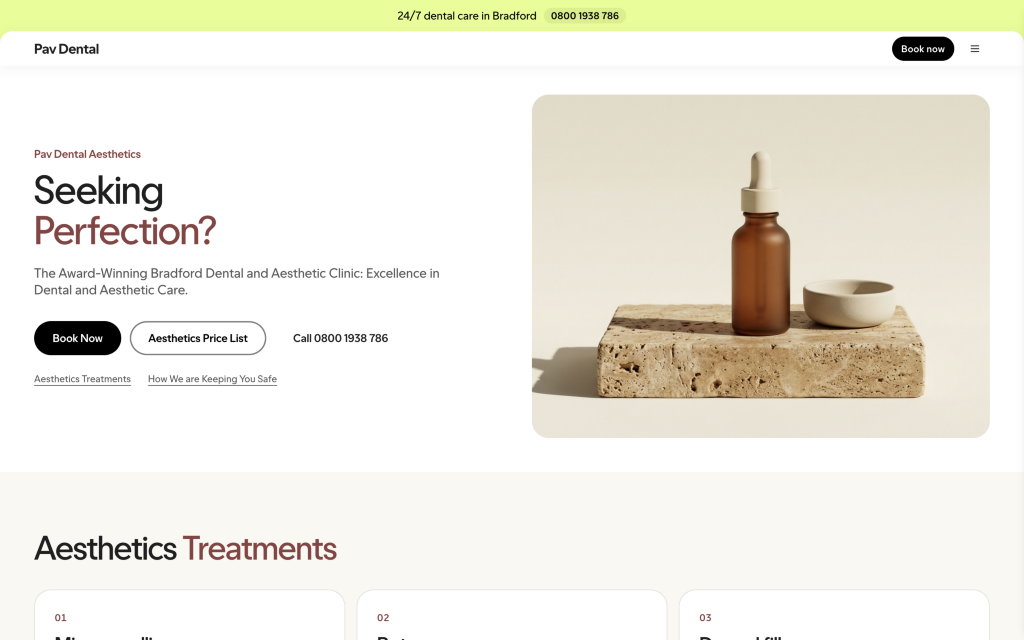 24/7 dental care in Bradford 0800 1938 786
Pav Dental
Book now
Pav Dental Aesthetics
Seeking
Perfection?
The Award-Winning Bradford Dental and Aesthetic Clinic: Excellence in
Dental and Aesthetic Care.
Book Now
Aesthetics Price List
Call 0800 1938 786
Aesthetics Treatments
How We are Keeping You Safe
Aesthetics Treatments
01
02
03